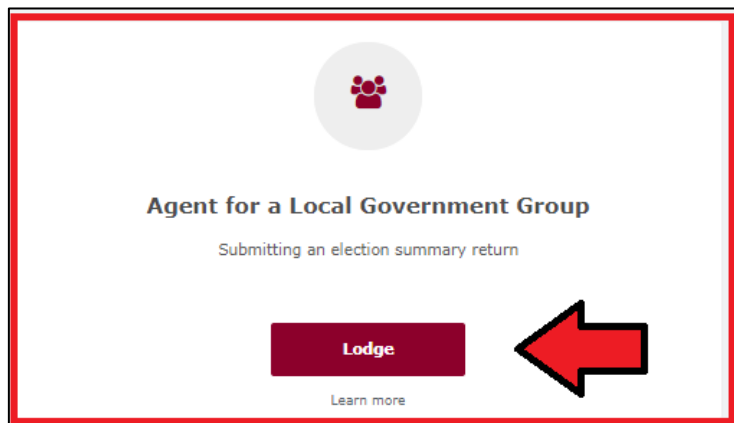 Agent for a Local Government Group
Submitting an election summary return
Lodge
Learn more